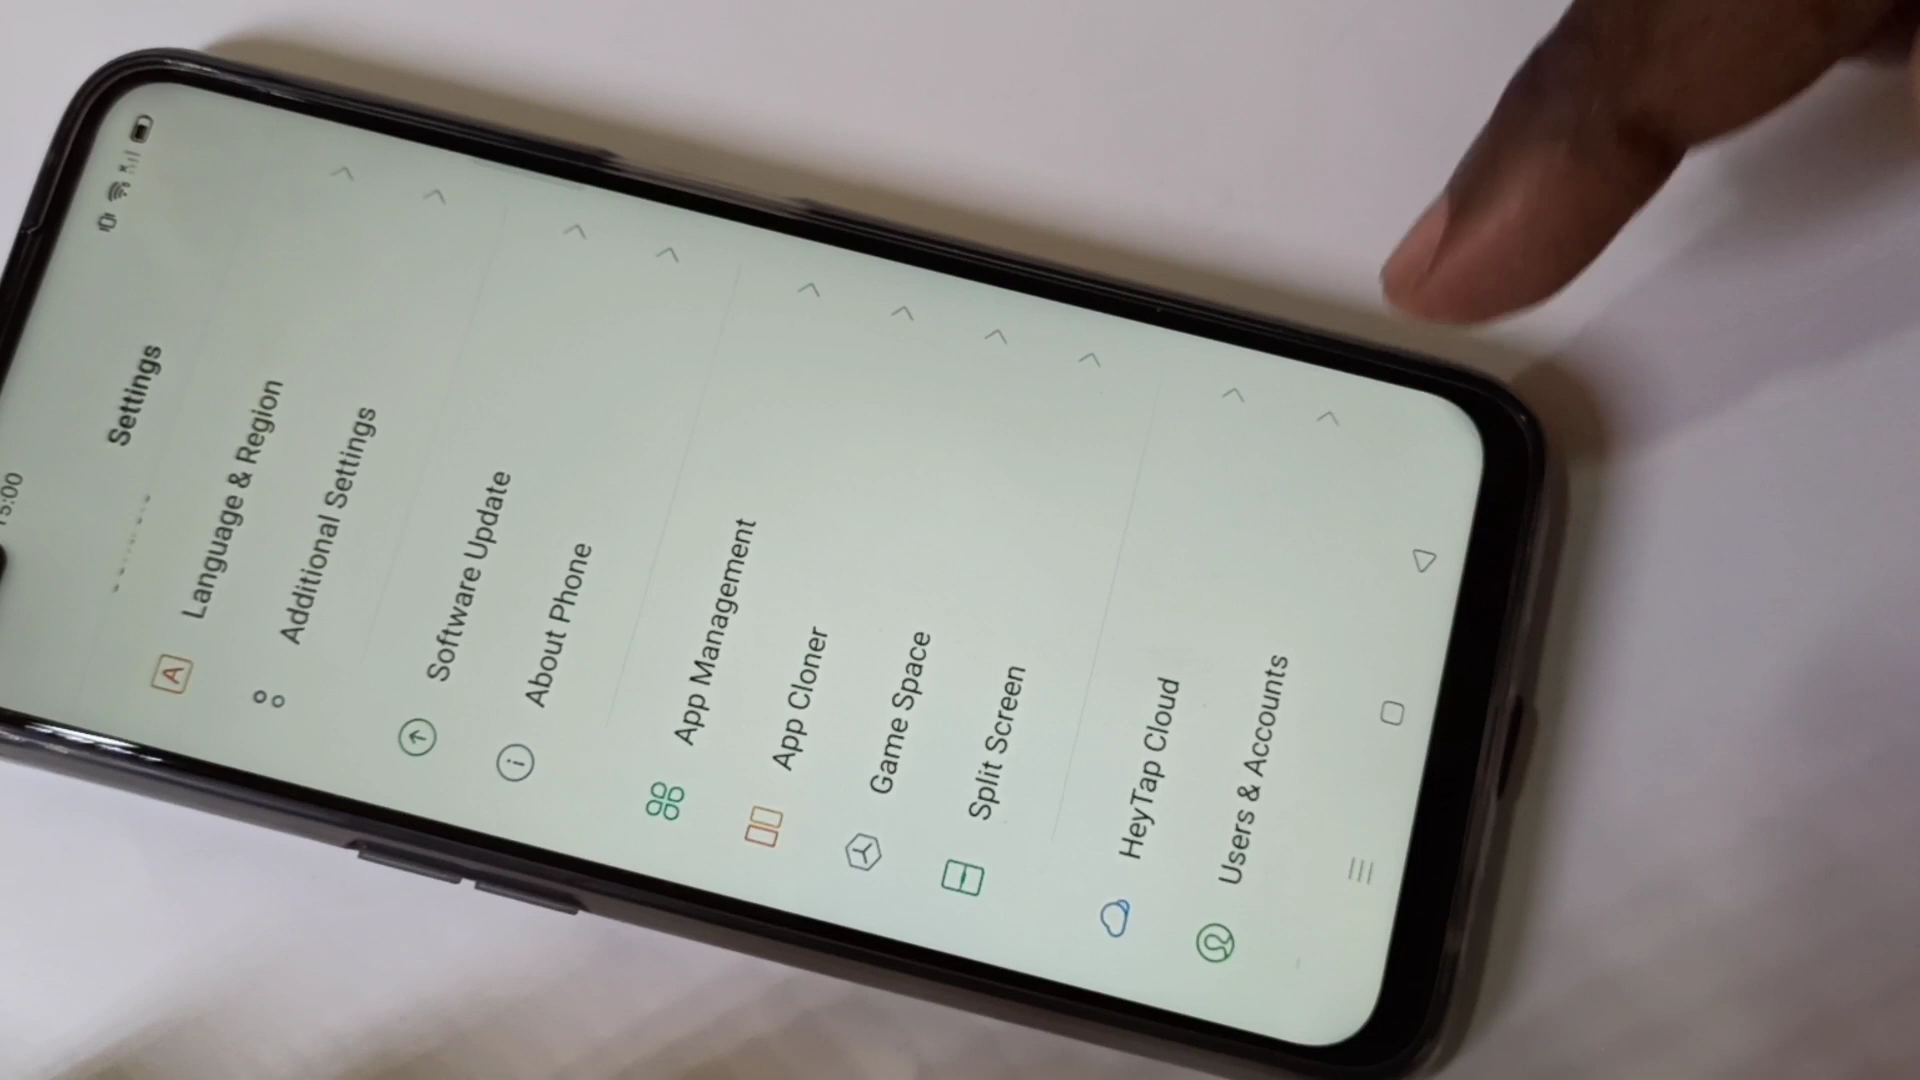 15:00
Settings
Language & Region
Additional Settings
Software Update
About Phone
App Management
App Cloner
Game Space
Split Screen
HeyTap Cloud
Users & Accounts